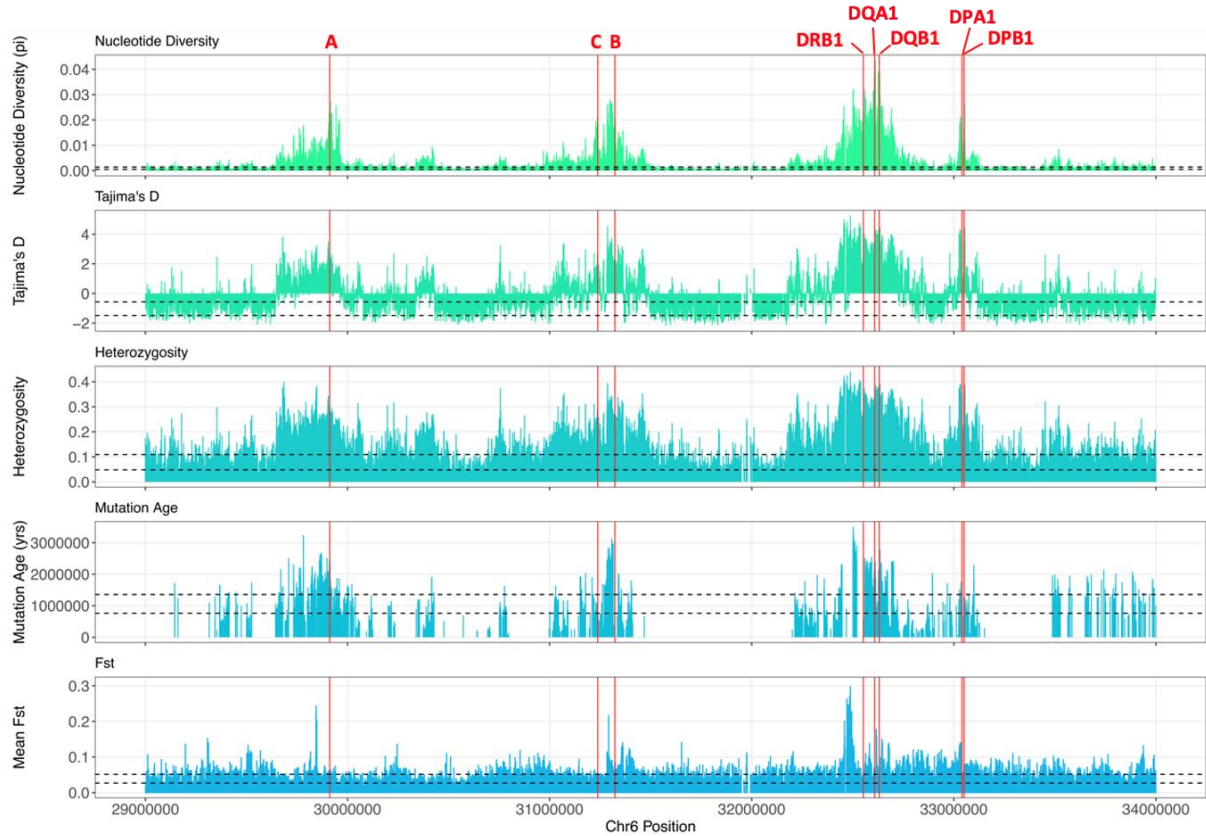 DQA1 DPA1
Nucleotide Diversity A C B DRB1 DQB1 DPB1
Nucleotide Diversity (pi)
0.04
0.03
0.02
0.01
0.00
Tajima's D
Tajima's D
4
2
0
−2
Heterozygosity
Heterozygosity
0.4
0.3
0.2
0.1
0.0
Mutation Age
Mutation Age (yrs)
3000000
2000000
1000000
0
Fst
Mean Fst
0.3
0.2
0.1
0.0
29000000 30000000 31000000 32000000 33000000 34000000
Chr6 Position